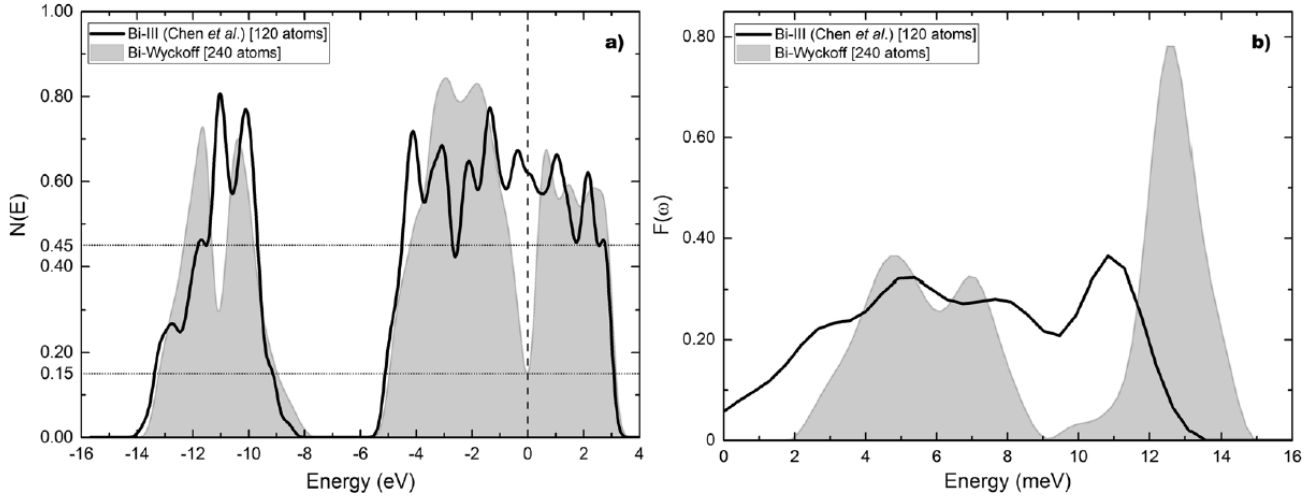 1.00
0.80
0.60
0.45
0.40
0.20
0.15
0.00
N(E)
Bi-III (Chen et al.) [120 atoms]
Bi-Wyckoff [240 atoms]
a)
-16 -14 -12 -10 -8 -6 -4 -2 0 2 4
Energy (eV)
0.80
0.60
0.40
0.20
0
F(ω)
Bi-III (Chen et al.) [120 atoms]
Bi-Wyckoff [240 atoms]
b)
0 2 4 6 8 10 12 14 16
Energy (meV)